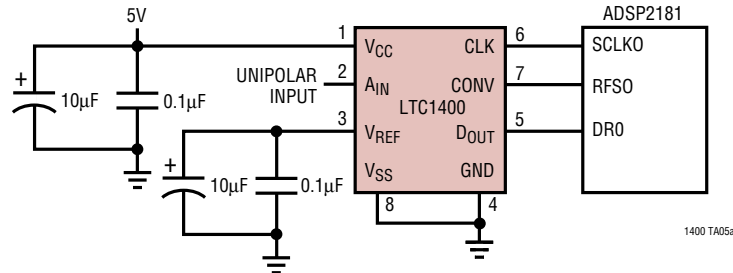 5V
ADSP2181
1
VCC
CLK
6
SCLKO
UNIPOLAR
INPUT
2
AIN
CONV
7
RFSO
LTC1400
3
VREF
DOUT
5
DR0
+
10µF
0.1µF
VSS
GND
8
4
+
10µF
0.1µF
1400 TA05a